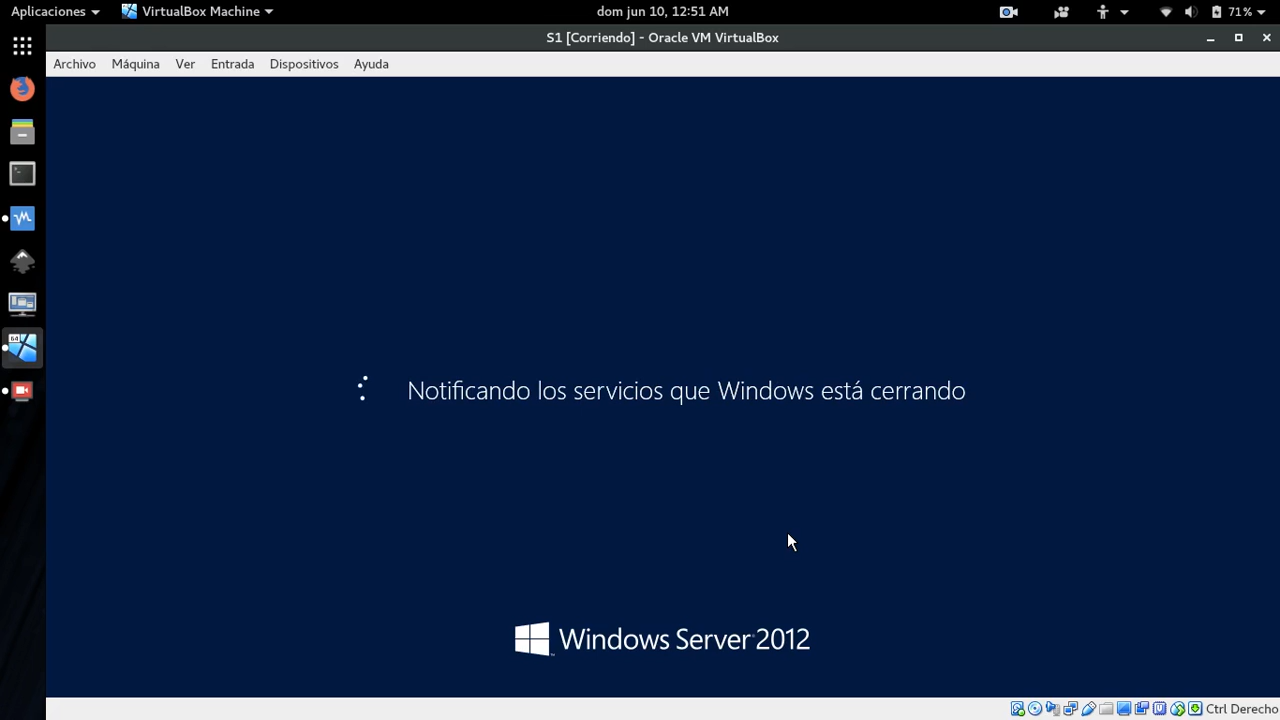 Aplicaciones VirtualBox Machine dom jun 10, 12:51 AM 71%
S1 [Corriendo] - Oracle VM VirtualBox
Archivo Máquina Ver Entrada Dispositivos Ayuda
64
Notificando los servicios que Windows está cerrando
Windows Server 2012
Ctrl Derecho